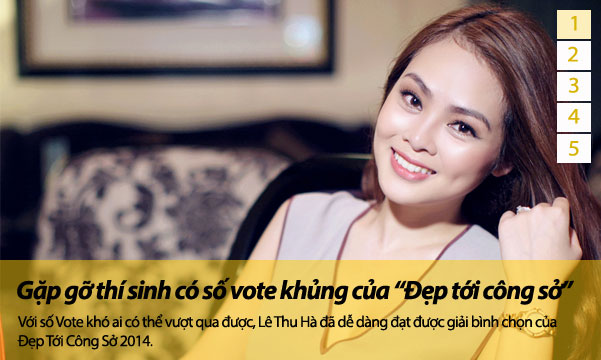 1
2
3
4
5
Gặp gỡ thí sinh có số vote khủng của “Đẹp tới công sở”
Với số Vote khó ai có thể vượt qua được, Lê Thu Hà đã dễ dàng đạt được giải bình chọn của
Đẹp Tới Công Sở 2014.